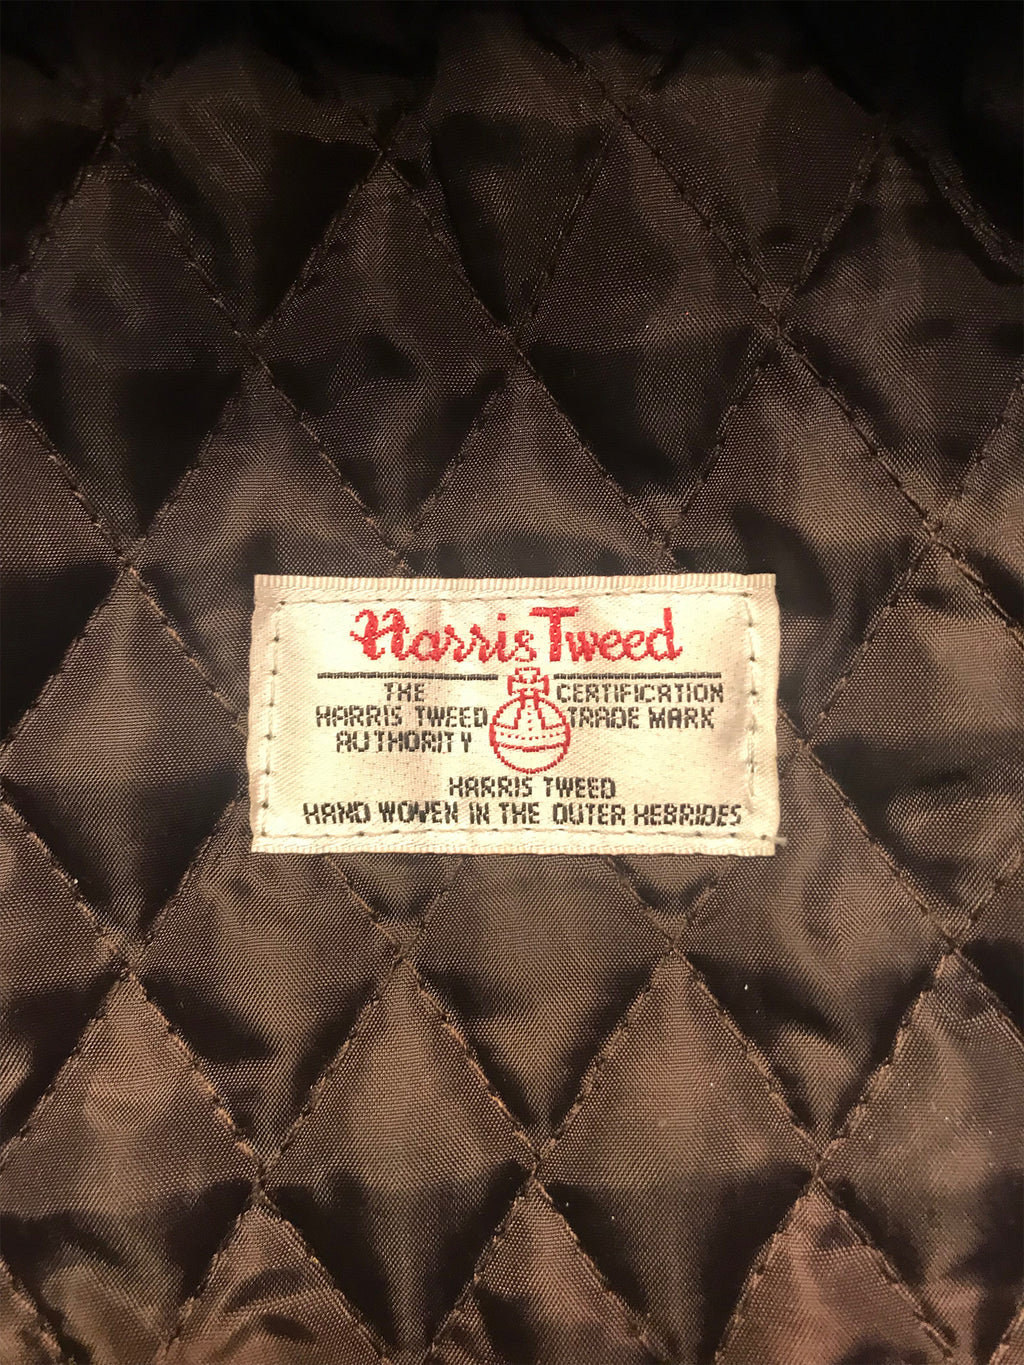 Harris Tweed
THE
HARRIS TWEED
AUTHORITY
CERTIFICATION
TRADE MARK
HARRIS TWEED
HAND WOVEN IN THE OUTER HEBRIDES